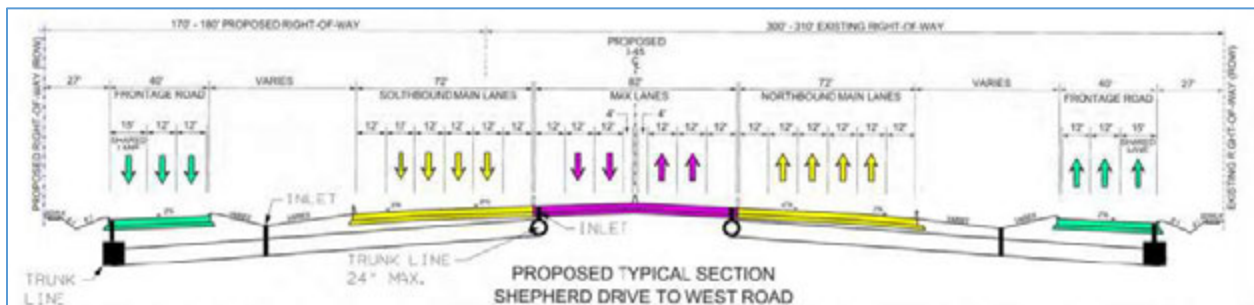 170' - 180' PROPOSED RIGHT-OF-WAY
300' - 310' EXISTING RIGHT-OF-WAY
PROPOSED
I-45
27' 40' VARIES 72' 82' 72' VARIES 40' 27'
FRONTAGE ROAD SOUTHBOUND MAIN LANES MAX LANES NORTHBOUND MAIN LANES FRONTAGE ROAD
4' 4'
15' 12' 12' 12' 11' 12' 12' 12' 12' 12' 12' 12' 12' 12' 12' 12' 12' 12' 12' 12' 12' 15'
SHARED LANE
SHARED LANE
PROPOSED RIGHT-OF-WAY (ROW)
EXISTING RIGHT-OF-WAY (ROW)
INLET
INLET
TRUNK LINE
24" MAX.
TRUNK
LINE
PROPOSED TYPICAL SECTION
SHEPHERD DRIVE TO WEST ROAD